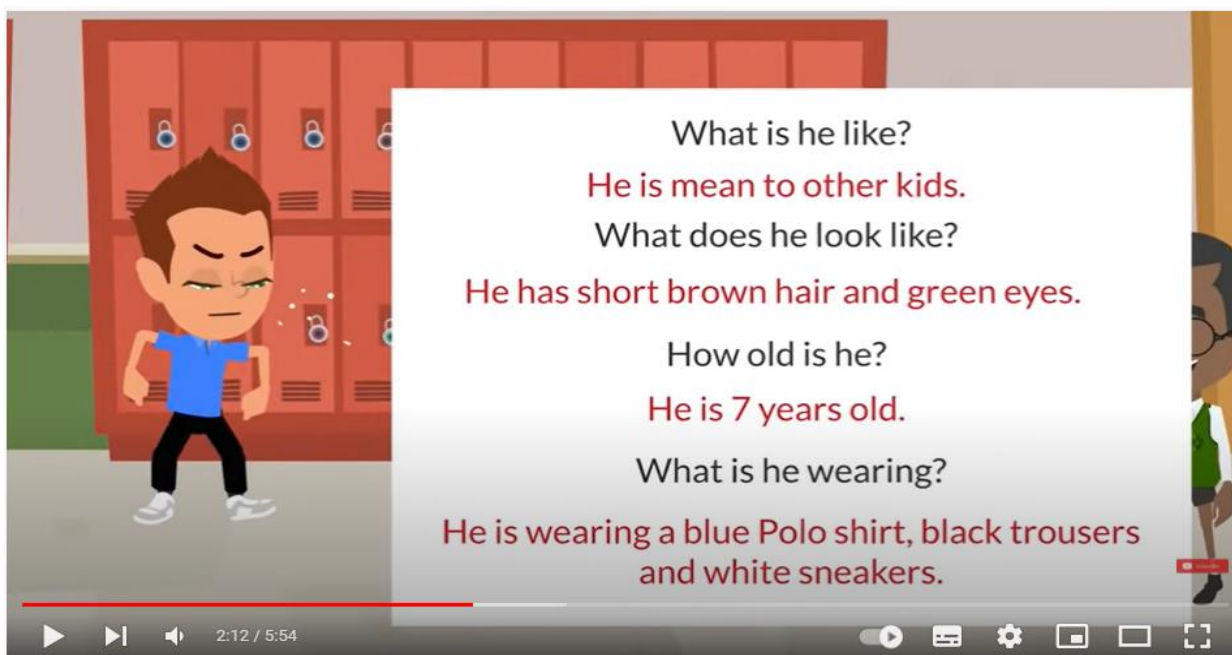 What is he like?
He is mean to other kids.
What does he look like?
He has short brown hair and green eyes.
How old is he?
He is 7 years old.
What is he wearing?
He is wearing a blue Polo shirt, black trousers
and white sneakers.
2:12 / 5:54